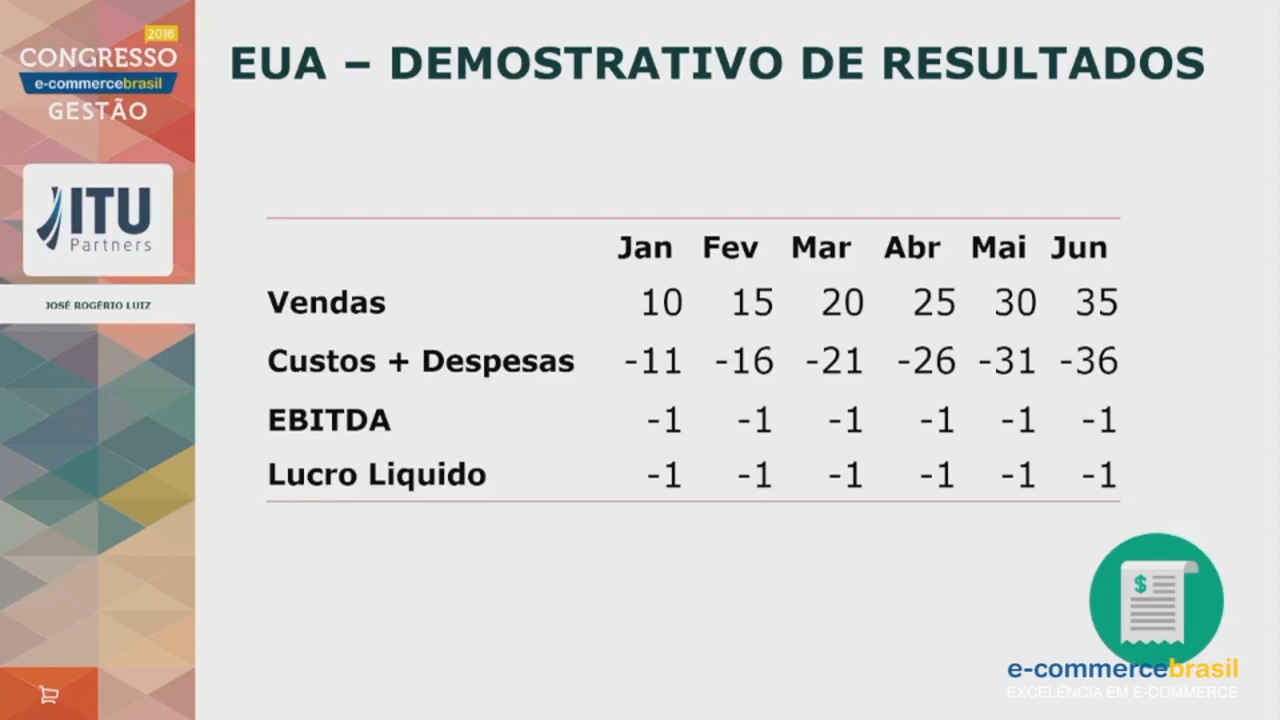 2016
CONGRESSO
e-commercebrasil
GESTÃO
ITU
Partners
JOSÉ ROGÉRIO LUIZ
EUA – DEMOSTRATIVO DE RESULTADOS
Jan Fev Mar Abr Mai Jun
Vendas 10 15 20 25 30 35
Custos + Despesas -11 -16 -21 -26 -31 -36
EBITDA -1 -1 -1 -1 -1 -1
Lucro Liquido -1 -1 -1 -1 -1 -1
$
e-commercebrasil
EXCELÊNCIA EM E-COMMERCE